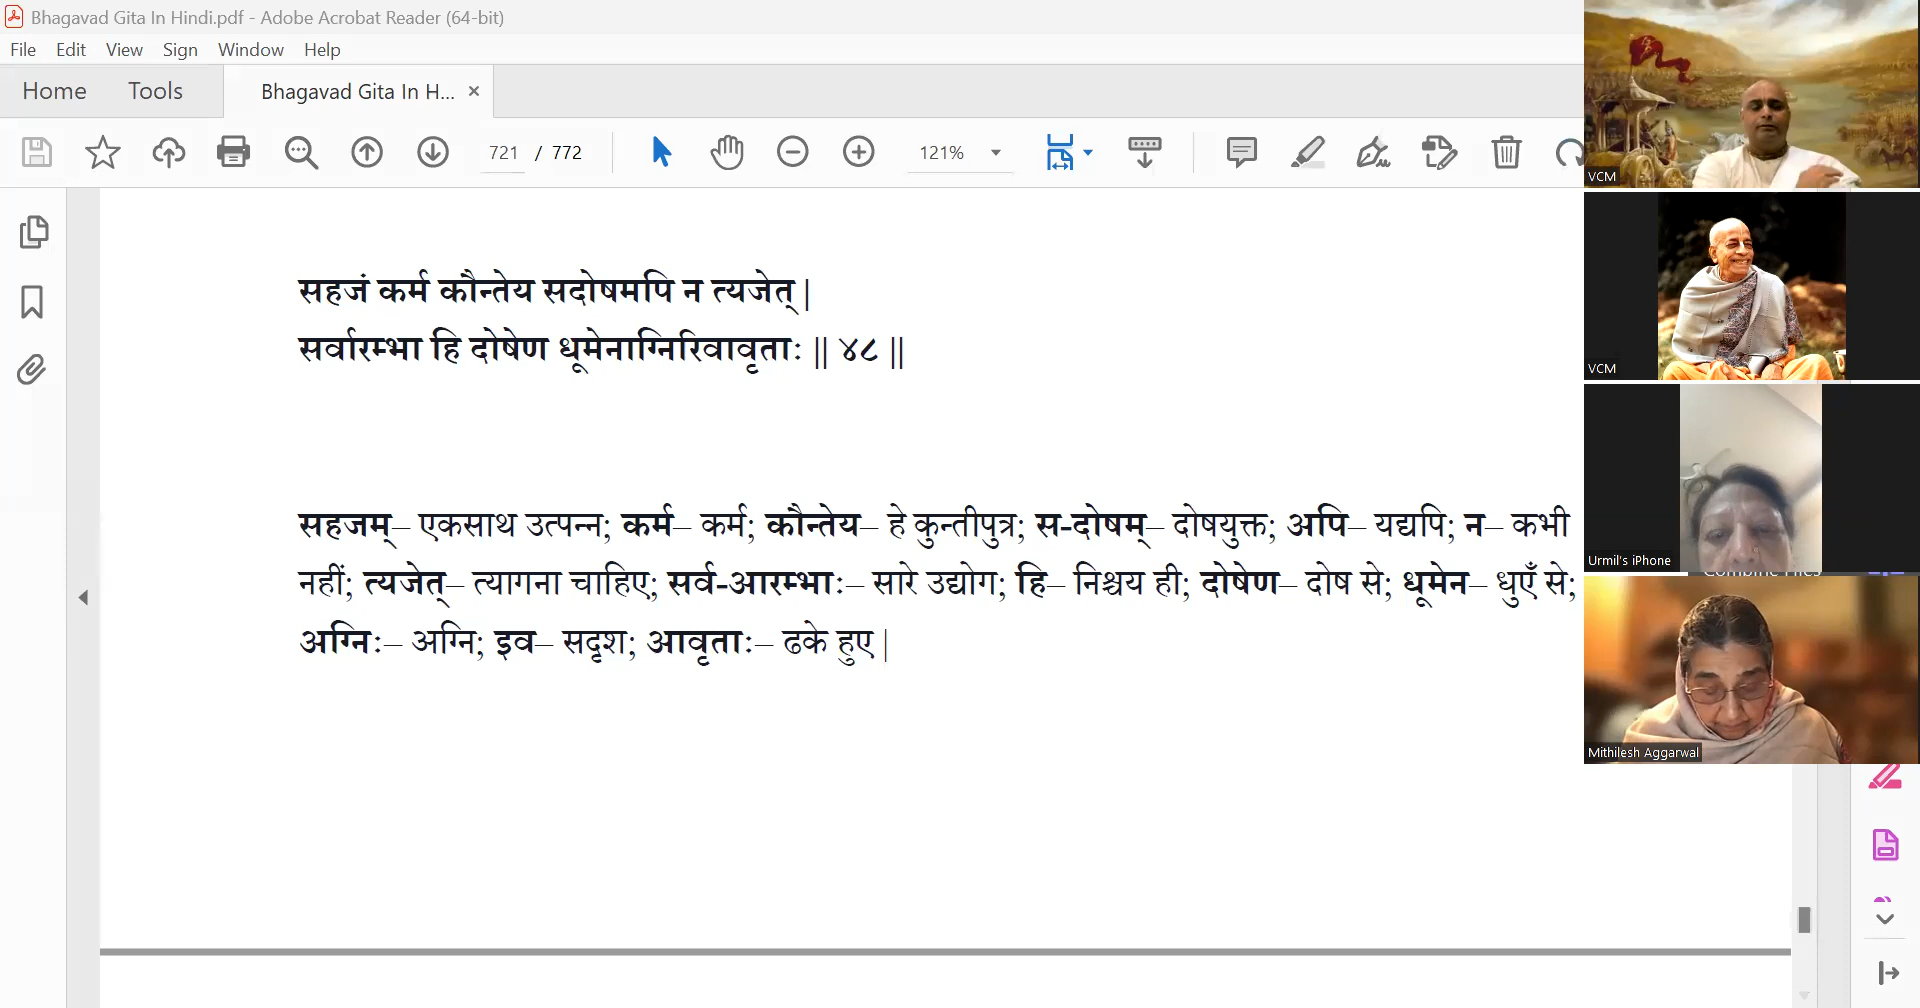 Bhagavad Gita In Hindi.pdf - Adobe Acrobat Reader (64-bit)
File Edit View Sign Window Help
Home Tools Bhagavad Gita In H... ×
721 / 772 121%
सहजं कर्म कौन्तेय सदोषमपि न त्यजेत् |
सर्वारम्भा हि दोषेण धूमेनाग्निरिवावृताः || ४८ ||
सहजम्– एकसाथ उत्पन्न; कर्म– कर्म; कौन्तेय– हे कुन्तीपुत्र; स-दोषम्– दोषयुक्त; अपि– यद्यपि; न– कभी
नहीं; त्यजेत्– त्यागना चाहिए; सर्व-आरम्भाः– सारे उद्योग; हि– निश्चय ही; दोषेण– दोष से; धूमेन– धुएँ से;
अग्निः– अग्नि; इव– सदृश; आवृताः– ढके हुए |
VCM
VCM
Urmil's iPhone
Mithilesh Aggarwal